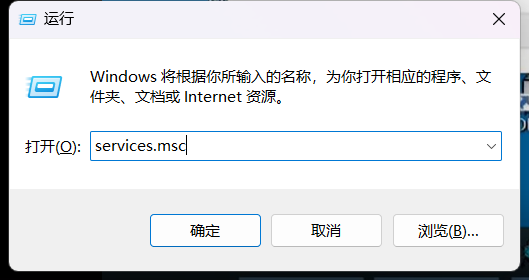 运行
Windows 将根据你所输入的名称，为你打开相应的程序、文
件夹、文档或 Internet 资源。
打开(O): services.msc
确定 取消 浏览(B)...